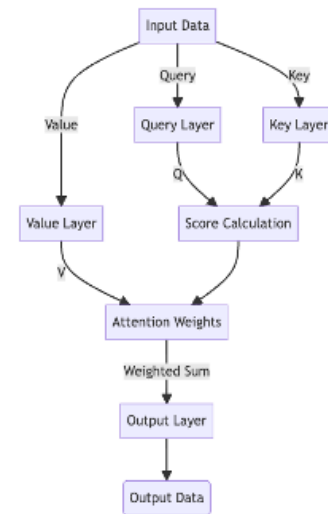 Input Data
Query
Key
Value
Query Layer
Key Layer
Q
K
Value Layer
Score Calculation
V
Attention Weights
Weighted Sum
Output Layer
Output Data